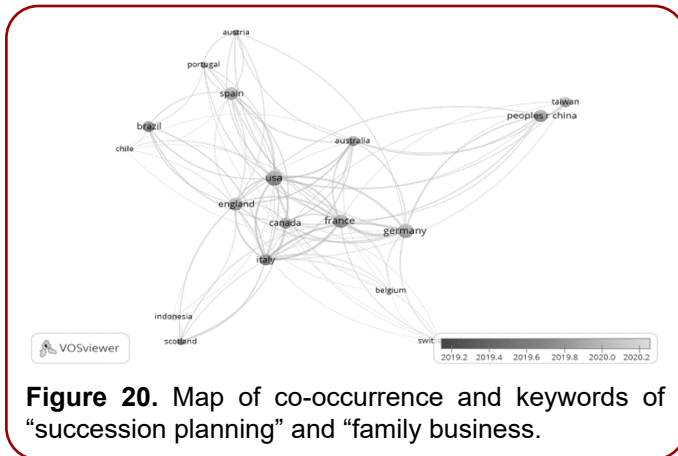 austria
portugal
spain
taiwan
peoples r china
brazil
australia
chile
usa
england
canada
france
germany
italy
belgium
indonesia
scotland
swit
VOSviewer
2019.2 2019.4 2019.6 2019.8 2020.0 2020.2
Figure 20. Map of co-occurrence and keywords of
“succession planning” and “family business.